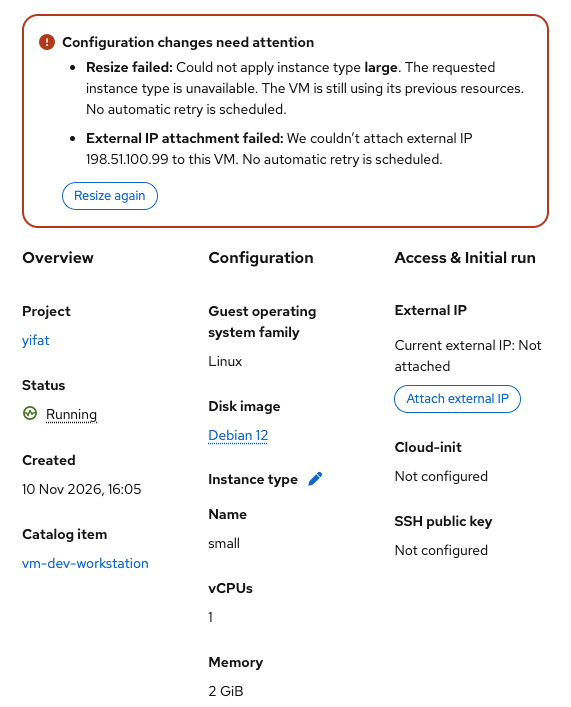 Configuration changes need attention
Resize failed: Could not apply instance type large. The requested
instance type is unavailable. The VM is still using its previous resources.
No automatic retry is scheduled.
External IP attachment failed: We couldn’t attach external IP
198.51.100.99 to this VM. No automatic retry is scheduled.
Resize again
Overview
Project
yifat
Status
Running
Created
10 Nov 2026, 16:05
Catalog item
vm-dev-workstation
Configuration
Guest operating
system family
Linux
Disk image
Debian 12
Instance type
Name
small
vCPUs
1
Memory
2 GiB
Access & Initial run
External IP
Current external IP: Not
attached
Attach external IP
Cloud-init
Not configured
SSH public key
Not configured